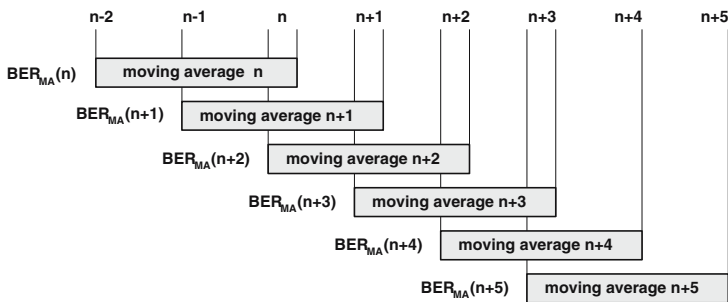 n-2 n-1 n n+1 n+2 n+3 n+4 n+5
BER_MA(n) moving average n
BER_MA(n+1) moving average n+1
BER_MA(n+2) moving average n+2
BER_MA(n+3) moving average n+3
BER_MA(n+4) moving average n+4
BER_MA(n+5) moving average n+5